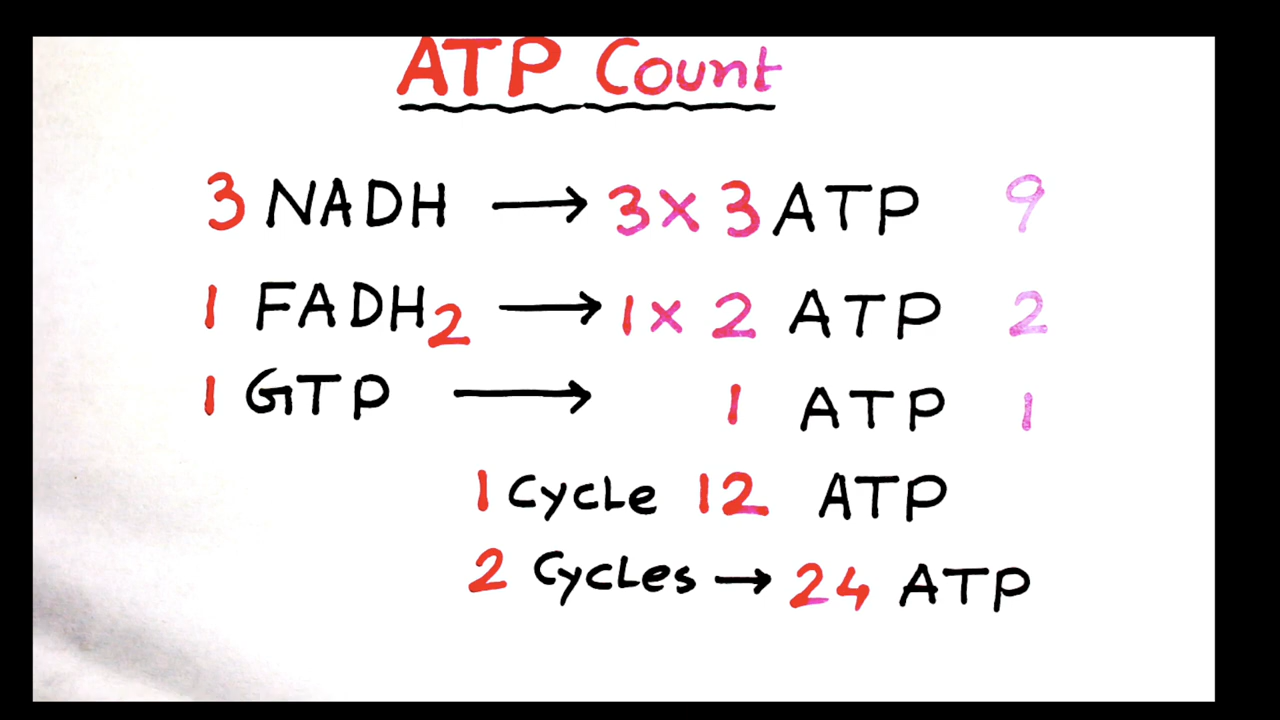 ATP Count
3 NADH → 3 x 3 ATP 9
1 FADH2 → 1 x 2 ATP 2
1 GTP → 1 ATP 1
1 Cycle 12 ATP
2 Cycles → 24 ATP